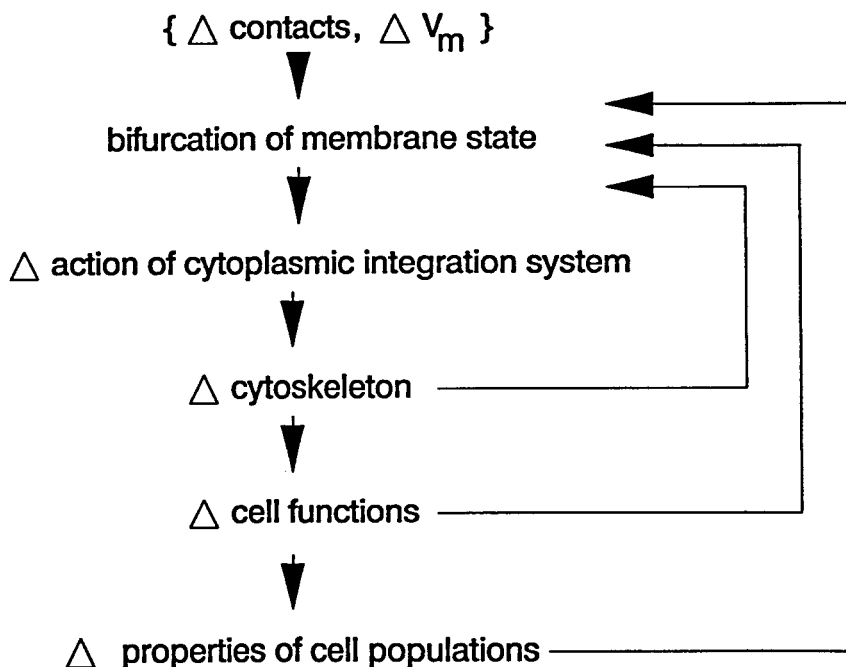 { △ contacts, △ Vm }
bifurcation of membrane state
△ action of cytoplasmic integration system
△ cytoskeleton
△ cell functions
△ properties of cell populations